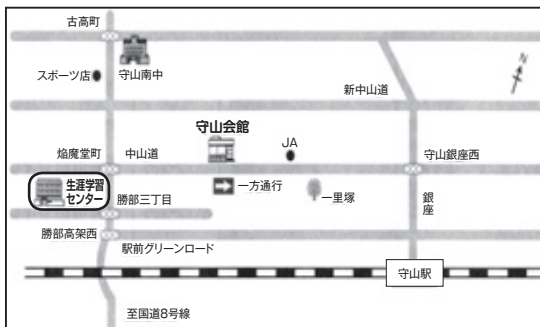 古高町
N
スポーツ店
守山南中
新中山道
守山会館
JA
焔魔堂町
中山道
守山銀座西
生涯学習
センター
一方通行
一里塚
銀座
勝部三丁目
勝部高架西
駅前グリーンロード
守山駅
至国道8号線